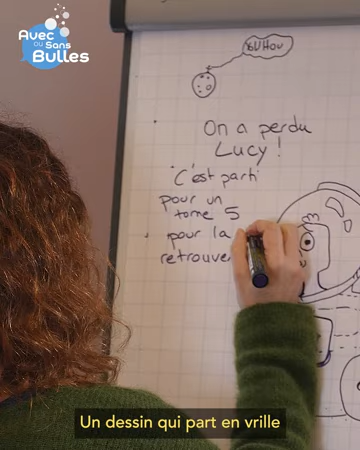 Avec
ou Sans
Bulles
YOUHOU
On a perdu
Lucy !
C'est parti
pour un
tome 5
pour la
retrouver
Un dessin qui part en vrille